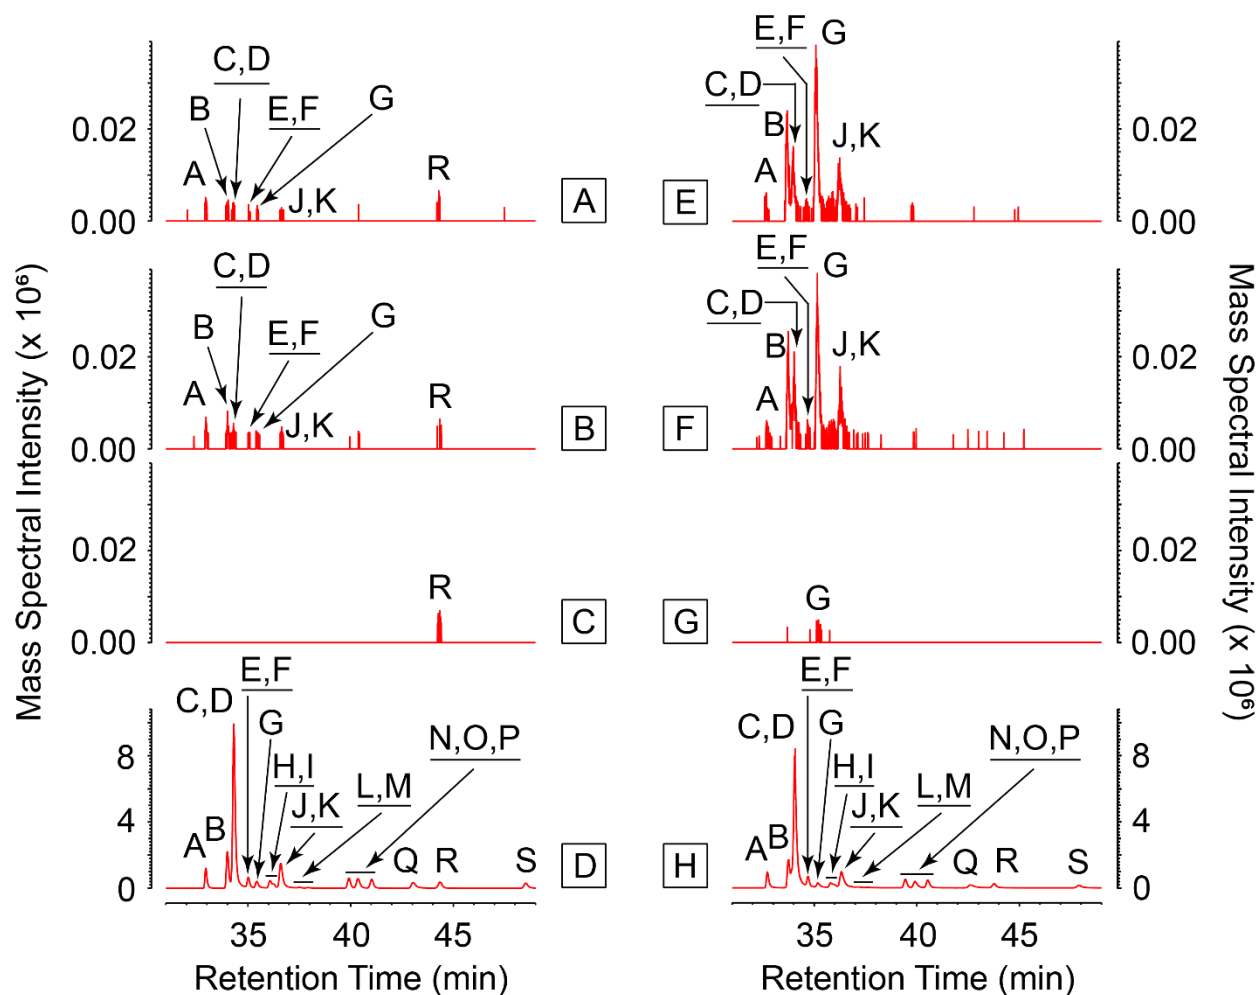 C,D
B
E,F
G
A
J,K
R
0.02
0.00
A
E,F
G
C,D
B
J,K
A
0.02
0.00
E
C,D
B
E,F
G
A
J,K
R
0.02
0.00
B
E,F
G
C,D
B
J,K
A
0.02
0.00
F
R
0.02
0.00
C
G
0.02
0.00
G
E,F
C,D
G
N,O,P
H,I
L,M
J,K
A
B
Q
R
S
8
4
0
D
E,F
C,D
G
N,O,P
H,I
L,M
J,K
A
B
Q
R
S
8
4
0
H
35 40 45
35 40 45
Retention Time (min)
Retention Time (min)
Mass Spectral Intensity (x 10⁶)
Mass Spectral Intensity (x 10⁶)